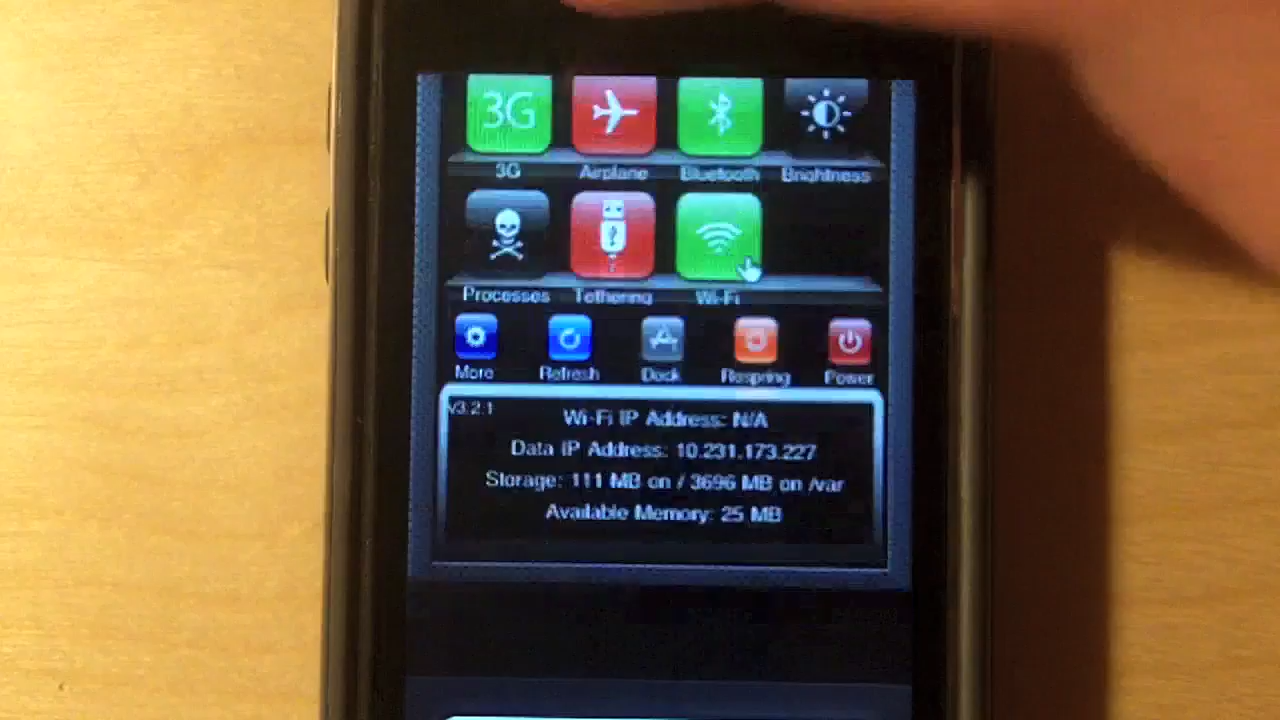 3G
3G Airplane Bluetooth Brightness
Processes Tethering Wi-Fi
More Refresh Dock Respring Power
v3.2.1
Wi-Fi IP Address: N/A
Data IP Address: 10.231.173.227
Storage: 111 MB on / 3696 MB on /var
Available Memory: 25 MB